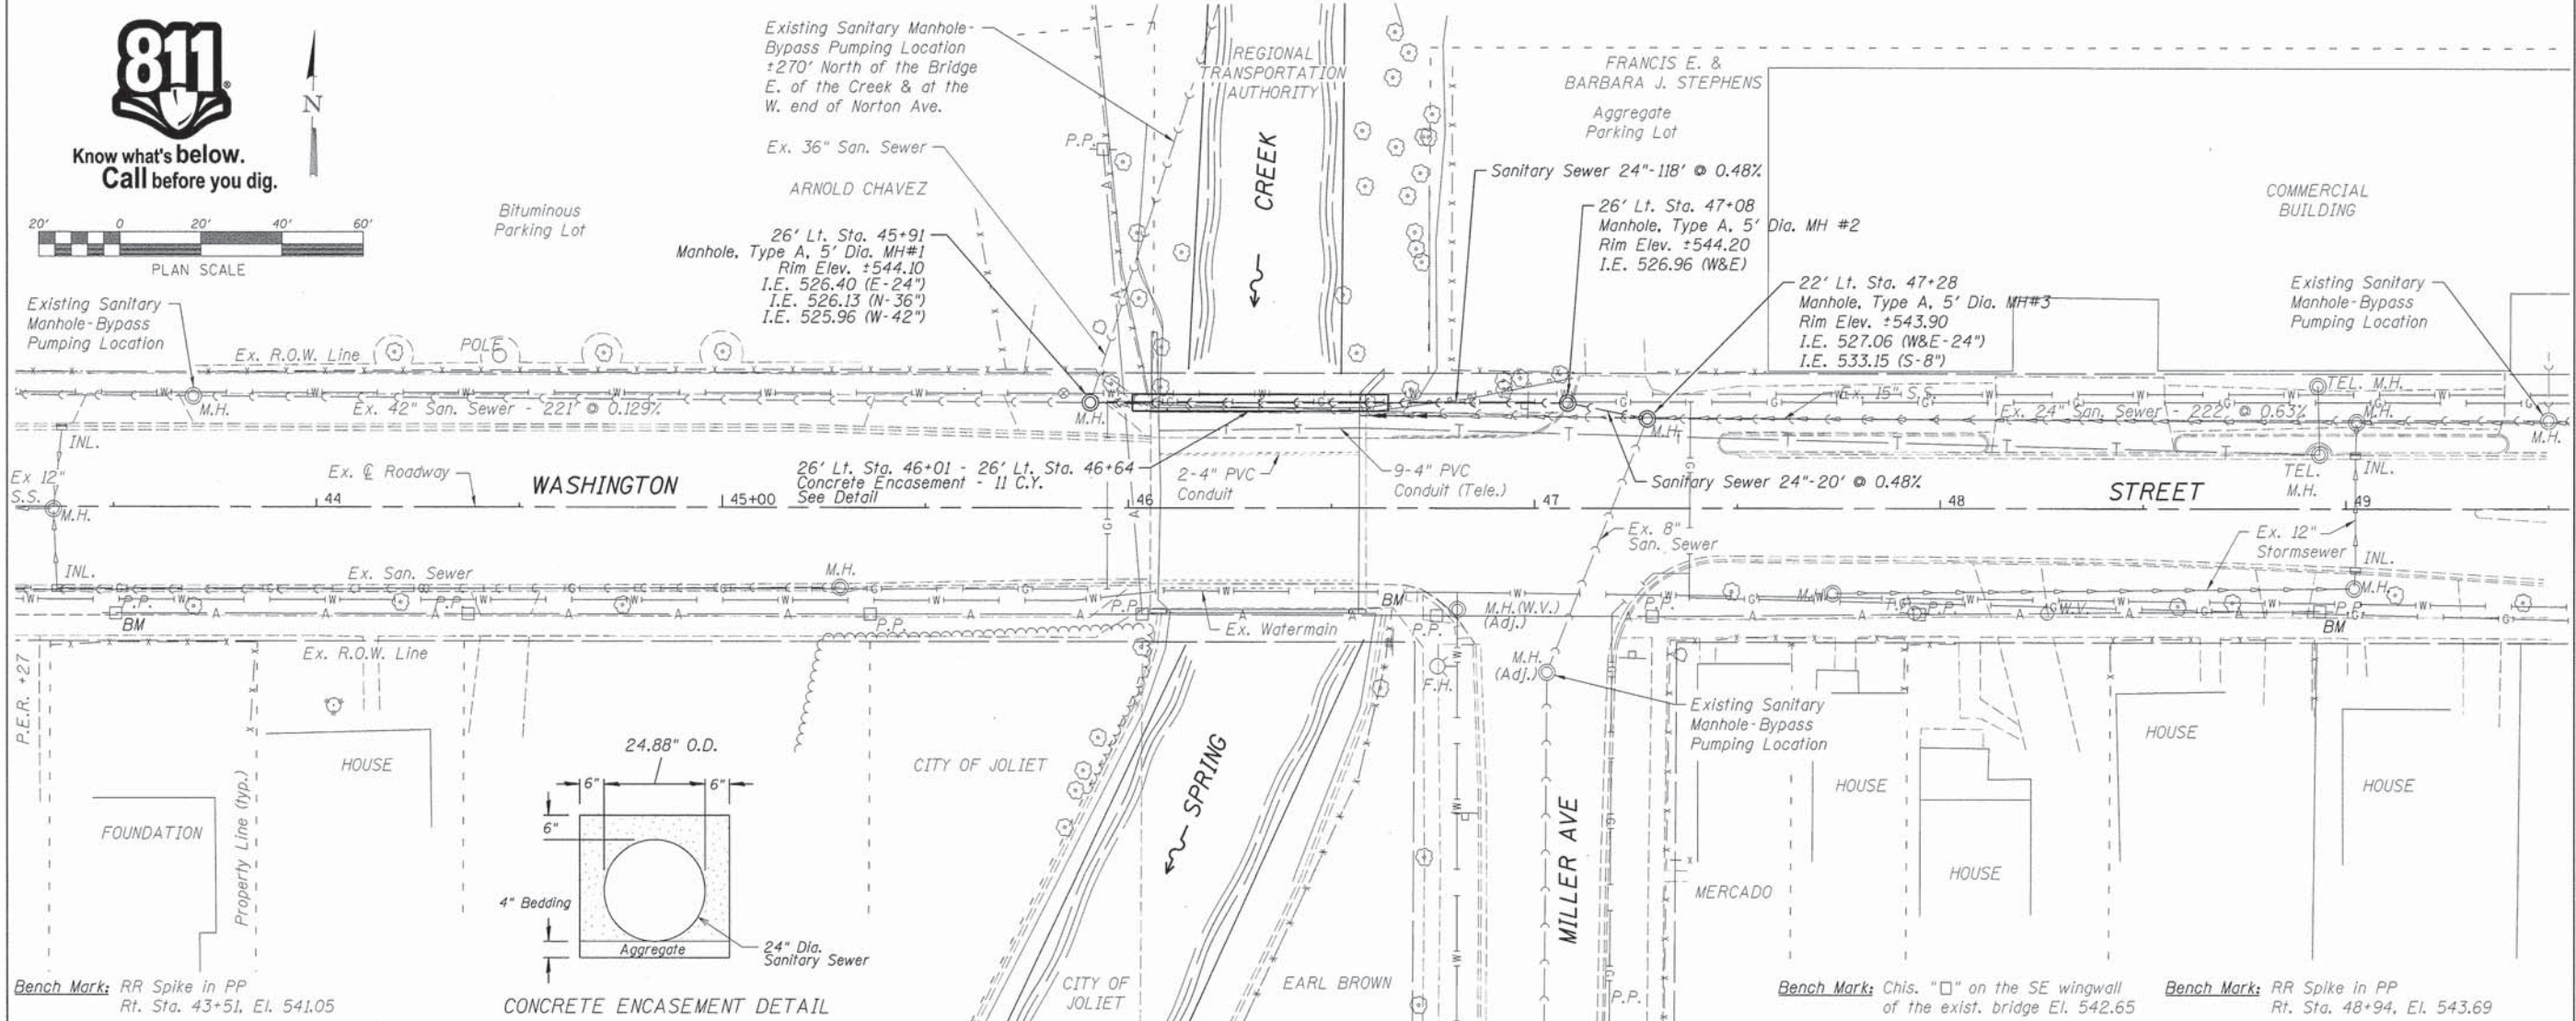 811
Know what's below.
Call before you dig.
N
20' 0 20' 40' 60'
PLAN SCALE
Existing Sanitary
Manhole-Bypass
Pumping Location
Ex. R.O.W. Line
Bituminous
Parking Lot
POLE
Existing Sanitary Manhole-
Bypass Pumping Location
±270' North of the Bridge
E. of the Creek & at the
W. end of Norton Ave.
Ex. 36" San. Sewer
ARNOLD CHAVEZ
26' Lt. Sta. 45+91
Manhole, Type A, 5' Dia. MH#1
Rim Elev. ±544.10
I.E. 526.40 (E-24")
I.E. 526.13 (N-36")
I.E. 525.96 (W-42")
P.P.
REGIONAL
TRANSPORTATION
AUTHORITY
CREEK
FRANCIS E. &
BARBARA J. STEPHENS
Aggregate
Parking Lot
Sanitary Sewer 24"-118' @ 0.48%
26' Lt. Sta. 47+08
Manhole, Type A, 5' Dia. MH #2
Rim Elev. ±544.20
I.E. 526.96 (W&E)
22' Lt. Sta. 47+28
Manhole, Type A, 5' Dia. MH#3
Rim Elev. ±543.90
I.E. 527.06 (W&E-24")
I.E. 533.15 (S-8")
COMMERCIAL
BUILDING
Existing Sanitary
Manhole-Bypass
Pumping Location
M.H.
Ex. 42" San. Sewer - 221' @ 0.129%
M.H.
M.H.
Ex. 15" S.S.
Ex. 24" San. Sewer - 222' @ 0.63%
TEL. M.H.
M.H.
M.H.
INL.
Ex 12"
S.S.
M.H.
INL.
Ex. ℄ Roadway
WASHINGTON
26' Lt. Sta. 46+01 - 26' Lt. Sta. 46+64
Concrete Encasement - 11 C.Y.
See Detail
2-4" PVC
Conduit
9-4" PVC
Conduit (Tele.)
Sanitary Sewer 24"-20' @ 0.48%
STREET
TEL.
M.H.
INL.
44
45+00
46
47
48
49
Ex. 8"
San. Sewer
Ex. 12"
Stormsewer
INL.
M.H.
Ex. San. Sewer
M.H.
P.P.
BM
P.P.
P.P.
P.P.
BM
P.P.
M.H.(W.V.)
(Adj.)
Ex. Watermain
P.P.
P.P.
W.V.
P.P.
BM
Ex. R.O.W. Line
P.E.R. +27
M.H.
(Adj.)
F.H.
Existing Sanitary
Manhole-Bypass
Pumping Location
HOUSE
FOUNDATION
Property Line (typ.)
24.88" O.D.
6"
6"
6"
4" Bedding
Aggregate
24" Dia.
Sanitary Sewer
CONCRETE ENCASEMENT DETAIL
CITY OF JOLIET
SPRING
CITY OF
JOLIET
EARL BROWN
MILLER AVE
P.P.
MERCADO
HOUSE
HOUSE
HOUSE
HOUSE
Bench Mark: RR Spike in PP
Rt. Sta. 43+51, El. 541.05
Bench Mark: Chis. "□" on the SE wingwall
of the exist. bridge El. 542.65
Bench Mark: RR Spike in PP
Rt. Sta. 48+94, El. 543.69